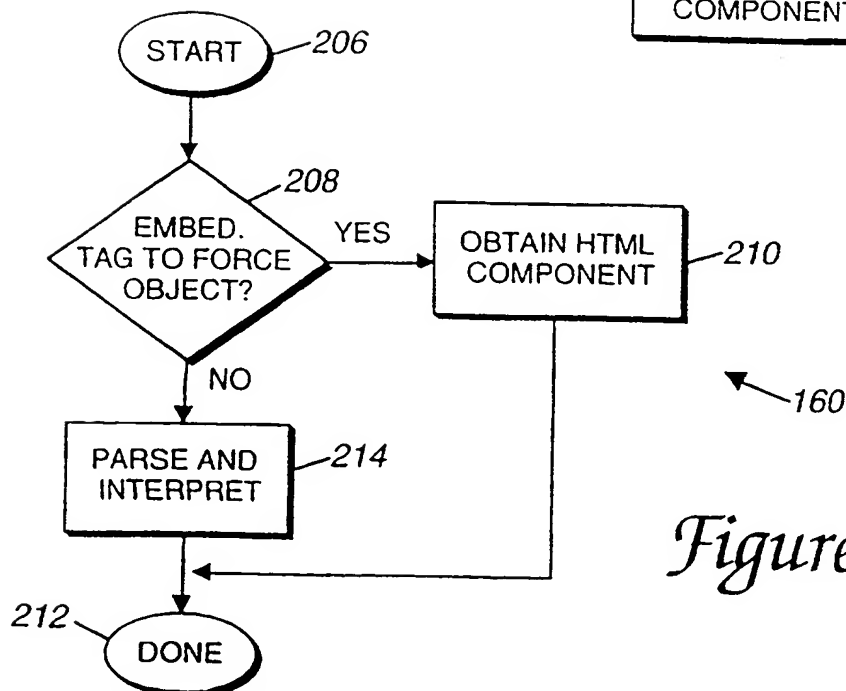 COMPONENT
START
206
208
EMBED.
TAG TO FORCE
OBJECT?
YES
OBTAIN HTML
COMPONENT
210
NO
160
PARSE AND
INTERPRET
214
Figure
212
DONE